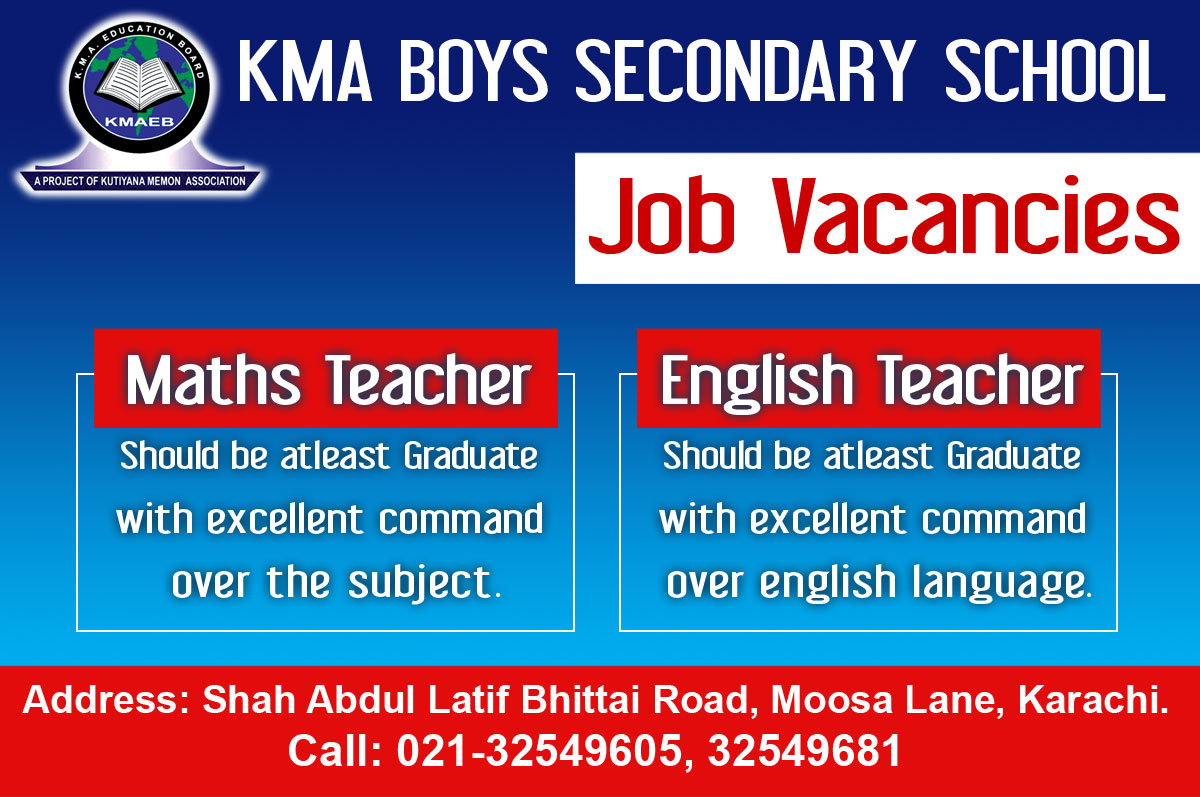 K.M.A. EDUCATION BOARD
KMAEB
A PROJECT OF KUTIYANA MEMON ASSOCIATION
KMA BOYS SECONDARY SCHOOL
Job Vacancies
Maths Teacher
Should be atleast Graduate
with excellent command
over the subject.
English Teacher
Should be atleast Graduate
with excellent command
over english language.
Address: Shah Abdul Latif Bhittai Road, Moosa Lane, Karachi.
Call: 021-32549605, 32549681